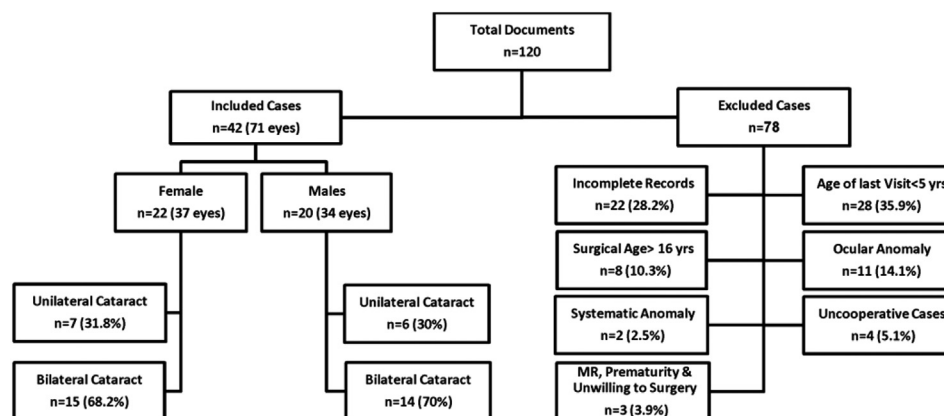 Total Documents
n=120
Included Cases
n=42 (71 eyes)
Excluded Cases
n=78
Female
n=22 (37 eyes)
Males
n=20 (34 eyes)
Unilateral Cataract
n=7 (31.8%)
Bilateral Cataract
n=15 (68.2%)
Unilateral Cataract
n=6 (30%)
Bilateral Cataract
n=14 (70%)
Incomplete Records
n=22 (28.2%)
Age of last Visit<5 yrs
n=28 (35.9%)
Surgical Age> 16 yrs
n=8 (10.3%)
Ocular Anomaly
n=11 (14.1%)
Systematic Anomaly
n=2 (2.5%)
Uncooperative Cases
n=4 (5.1%)
MR, Prematurity &
Unwilling to Surgery
n=3 (3.9%)